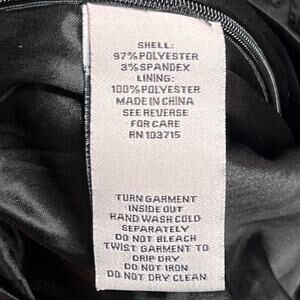 SHELL:
97%POLYESTER
3%SPANDEX
LINING:
100%POLYESTER
MADE IN CHINA
SEE REVERSE
FOR CARE
RN 103715
TURN GARMENT
INSIDE OUT
HAND WASH COLD
SEPARATELY
DO NOT BLEACH
TWIST GARMENT TO
DRIP DRY
DO NOT IRON
DO NOT DRY CLEAN